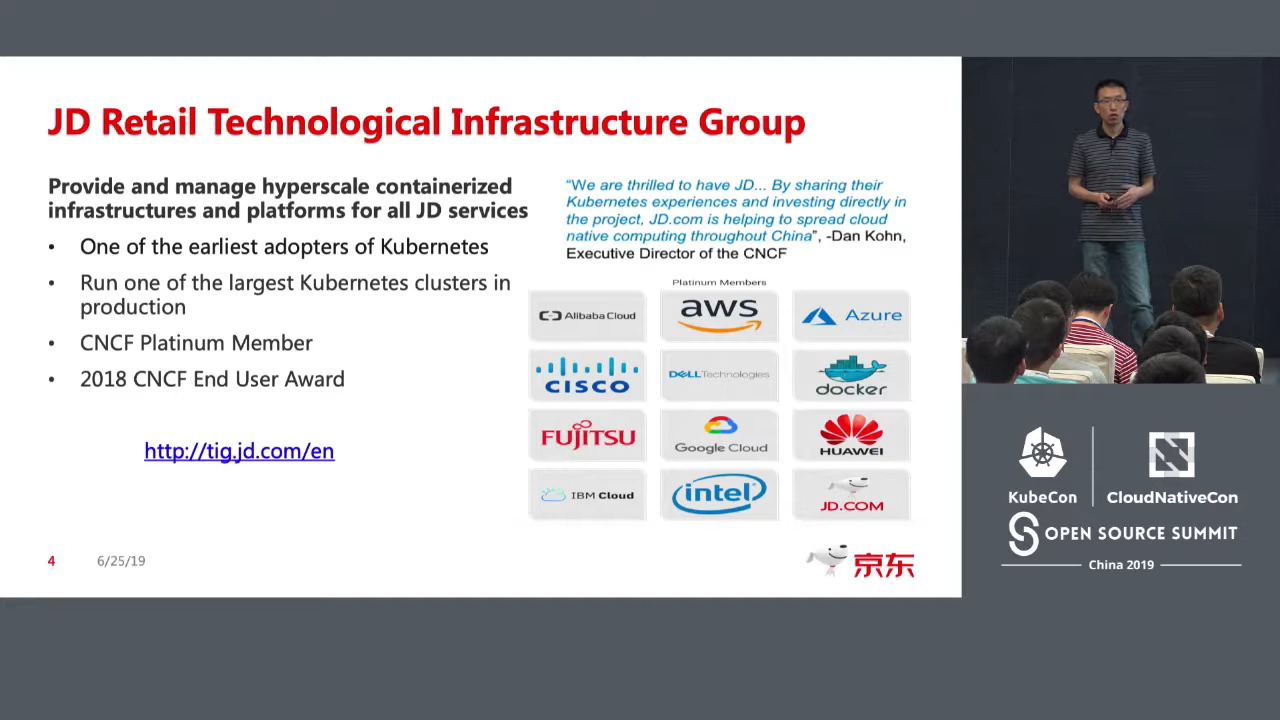 JD Retail Technological Infrastructure Group
Provide and manage hyperscale containerized
infrastructures and platforms for all JD services
• One of the earliest adopters of Kubernetes
• Run one of the largest Kubernetes clusters in
production
• CNCF Platinum Member
• 2018 CNCF End User Award
http://tig.jd.com/en
“We are thrilled to have JD... By sharing their
Kubernetes experiences and investing directly in
the project, JD.com is helping to spread cloud
native computing throughout China”, -Dan Kohn,
Executive Director of the CNCF
Platinum Members
Alibaba Cloud
aws
Azure
CISCO
DELLTechnologies
docker
FUJITSU
Google Cloud
HUAWEI
IBM Cloud
intel
JD.COM
4
6/25/19
京东
KubeCon
CloudNativeCon
OPEN SOURCE SUMMIT
China 2019